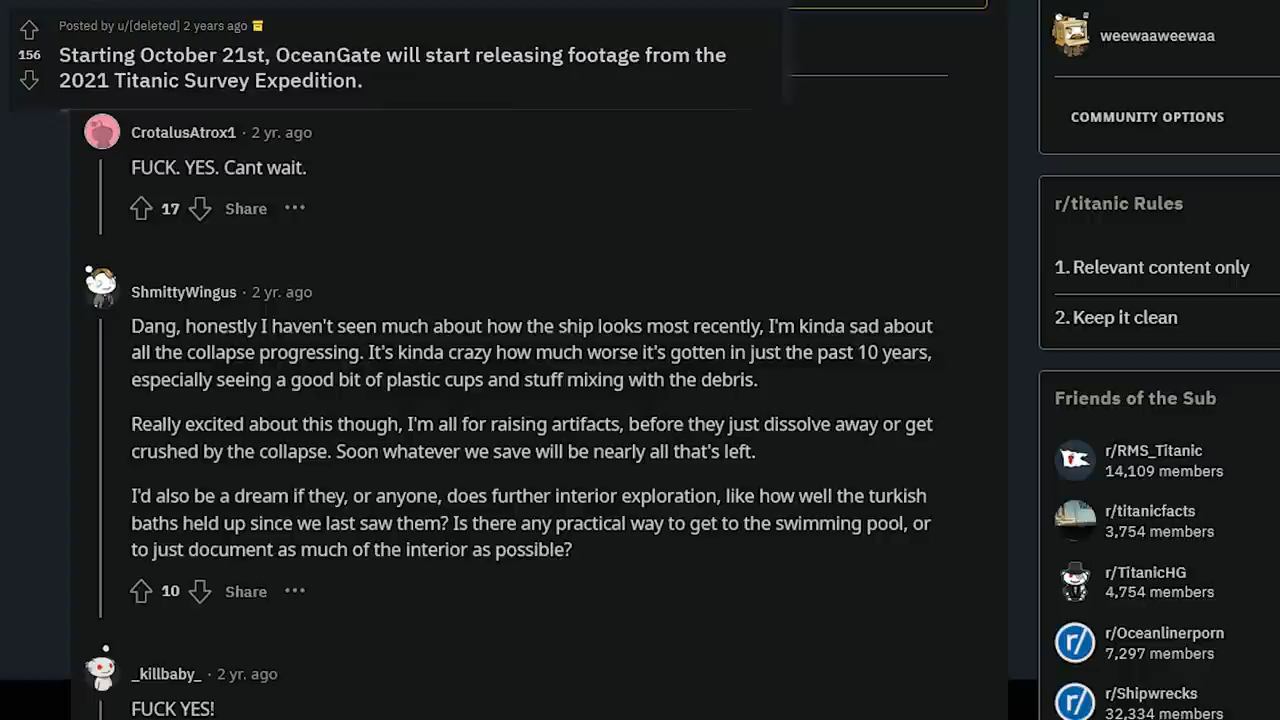 Posted by u/[deleted] 2 years ago
156
Starting October 21st, OceanGate will start releasing footage from the
2021 Titanic Survey Expedition.
CrotalusAtrox1 · 2 yr. ago
FUCK. YES. Cant wait.
17 Share ···
ShmittyWingus · 2 yr. ago
Dang, honestly I haven't seen much about how the ship looks most recently, I'm kinda sad about
all the collapse progressing. It's kinda crazy how much worse it's gotten in just the past 10 years,
especially seeing a good bit of plastic cups and stuff mixing with the debris.
Really excited about this though, I'm all for raising artifacts, before they just dissolve away or get
crushed by the collapse. Soon whatever we save will be nearly all that's left.
I'd also be a dream if they, or anyone, does further interior exploration, like how well the turkish
baths held up since we last saw them? Is there any practical way to get to the swimming pool, or
to just document as much of the interior as possible?
10 Share ···
_killbaby_ · 2 yr. ago
FUCK YES!
weewaaweewaa
COMMUNITY OPTIONS
r/titanic Rules
1. Relevant content only
2. Keep it clean
Friends of the Sub
r/RMS_Titanic
14,109 members
r/titanicfacts
3,754 members
r/TitanicHG
4,754 members
r/
r/Oceanlinerporn
7,297 members
r/
r/Shipwrecks
32,334 members